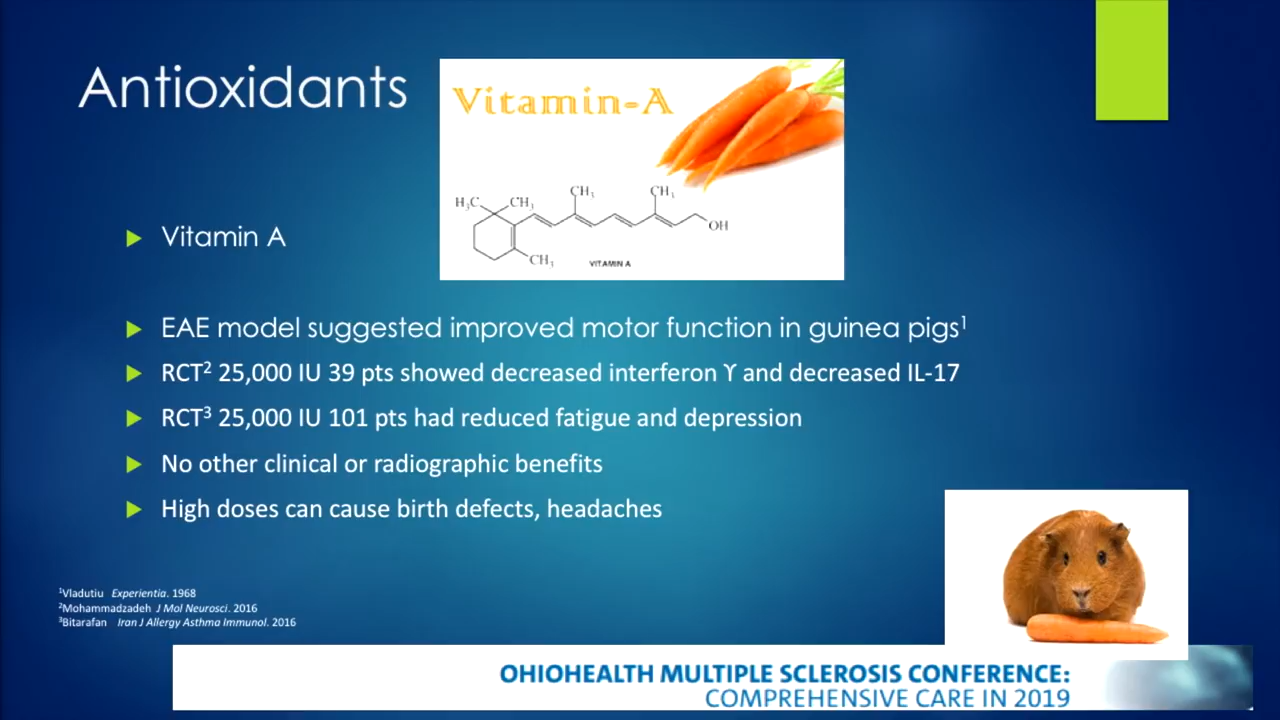 Antioxidants
Vitamin-A
H₃C
CH₃
CH₃
CH₃
OH
CH₃
VITAMIN A
Vitamin A
EAE model suggested improved motor function in guinea pigs¹
RCT² 25,000 IU 39 pts showed decreased interferon ϒ and decreased IL-17
RCT³ 25,000 IU 101 pts had reduced fatigue and depression
No other clinical or radiographic benefits
High doses can cause birth defects, headaches
¹Vladutiu Experientia. 1968
²Mohammadzadeh J Mol Neurosci. 2016
³Bitarafan Iran J Allergy Asthma Immunol. 2016
OHIOHEALTH MULTIPLE SCLEROSIS CONFERENCE:
COMPREHENSIVE CARE IN 2019